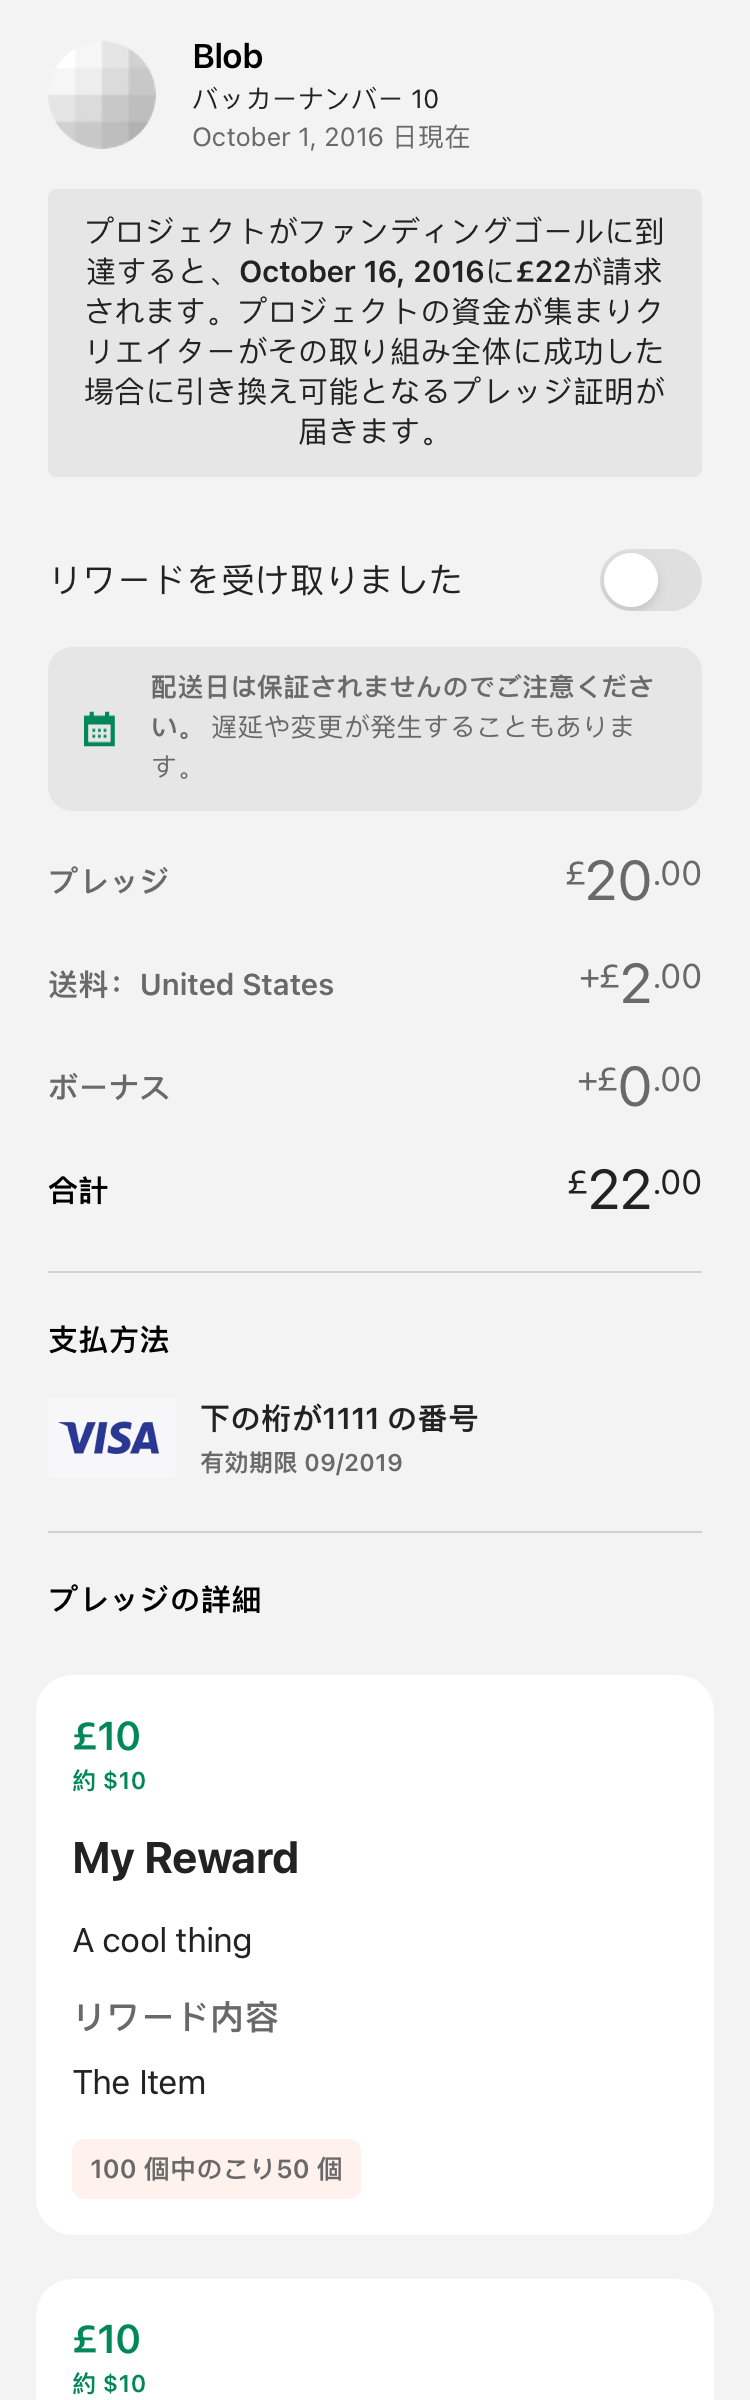 Blob
バッカーナンバー 10
October 1, 2016 日現在
プロジェクトがファンディングゴールに到
達すると、October 16, 2016に£22が請求
されます。プロジェクトの資金が集まりク
リエイターがその取り組み全体に成功した
場合に引き換え可能となるプレッジ証明が
届きます。
リワードを受け取りました
配送日は保証されませんのでご注意くださ
い。 遅延や変更が発生することもありま
す。
プレッジ £20.00
送料： United States +£2.00
ボーナス +£0.00
合計 £22.00
支払方法
VISA
下の桁が1111 の番号
有効期限 09/2019
プレッジの詳細
£10
約 $10
My Reward
A cool thing
リワード内容
The Item
100 個中のこり50 個
£10
約 $10